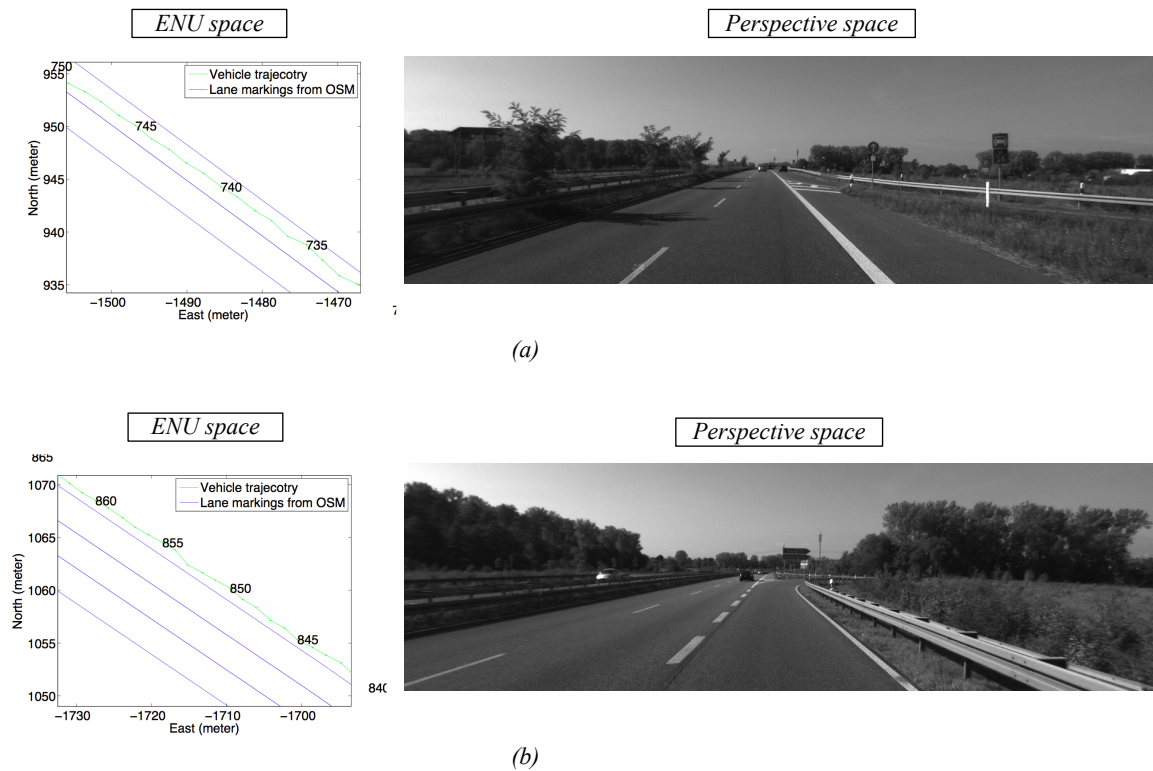 ENU space
Perspective space
750
955
950
945
940
935
North (meter)
Vehicle trajecotry
Lane markings from OSM
745
740
735
−1500
−1490
−1480
−1470
East (meter)
(a)
ENU space
Perspective space
865
1070
1065
1060
1055
1050
North (meter)
Vehicle trajecotry
Lane markings from OSM
860
855
850
845
840
−1730
−1720
−1710
−1700
East (meter)
(b)